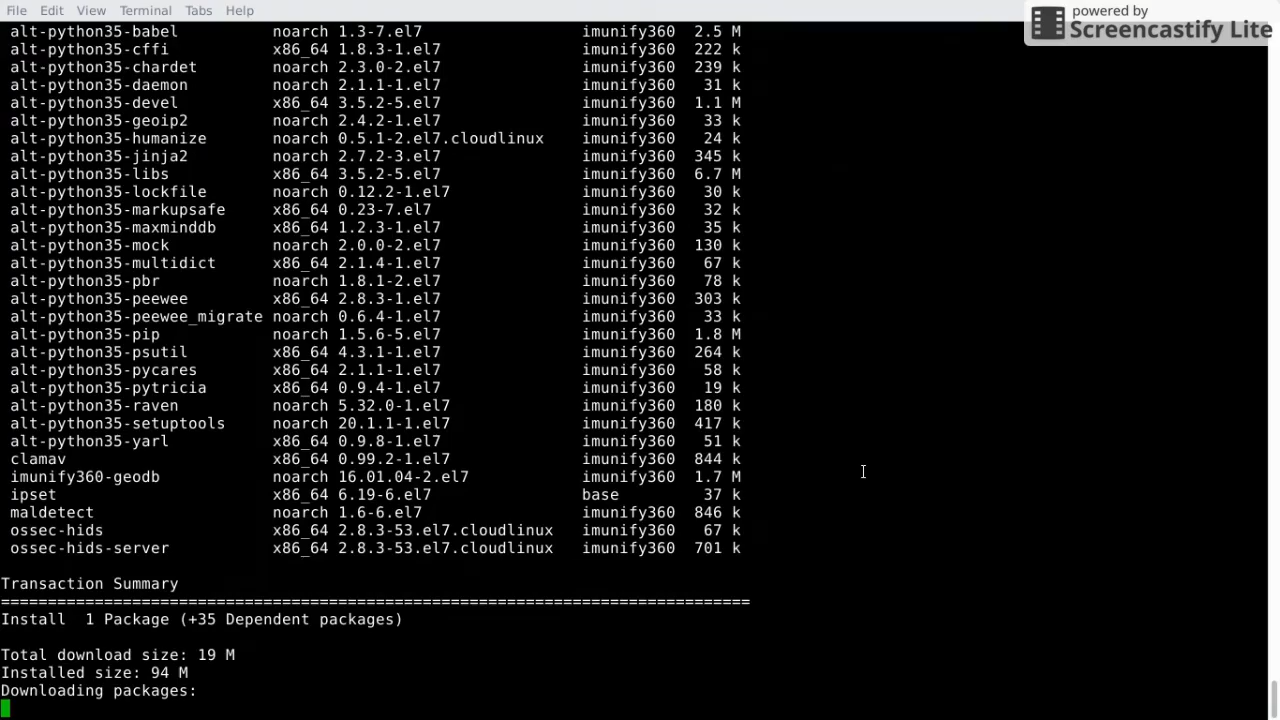 File Edit View Terminal Tabs Help
powered by
Screencastify Lite
alt-python35-babel noarch 1.3-7.el7 imunify360 2.5 M
alt-python35-cffi x86_64 1.8.3-1.el7 imunify360 222 k
alt-python35-chardet noarch 2.3.0-2.el7 imunify360 239 k
alt-python35-daemon noarch 2.1.1-1.el7 imunify360 31 k
alt-python35-devel x86_64 3.5.2-5.el7 imunify360 1.1 M
alt-python35-geoip2 noarch 2.4.2-1.el7 imunify360 33 k
alt-python35-humanize noarch 0.5.1-2.el7.cloudlinux imunify360 24 k
alt-python35-jinja2 noarch 2.7.2-3.el7 imunify360 345 k
alt-python35-libs x86_64 3.5.2-5.el7 imunify360 6.7 M
alt-python35-lockfile noarch 0.12.2-1.el7 imunify360 30 k
alt-python35-markupsafe x86_64 0.23-7.el7 imunify360 32 k
alt-python35-maxminddb x86_64 1.2.3-1.el7 imunify360 35 k
alt-python35-mock noarch 2.0.0-2.el7 imunify360 130 k
alt-python35-multidict x86_64 2.1.4-1.el7 imunify360 67 k
alt-python35-pbr noarch 1.8.1-2.el7 imunify360 78 k
alt-python35-peewee x86_64 2.8.3-1.el7 imunify360 303 k
alt-python35-peewee_migrate noarch 0.6.4-1.el7 imunify360 33 k
alt-python35-pip noarch 1.5.6-5.el7 imunify360 1.8 M
alt-python35-psutil x86_64 4.3.1-1.el7 imunify360 264 k
alt-python35-pycares x86_64 2.1.1-1.el7 imunify360 58 k
alt-python35-pytricia x86_64 0.9.4-1.el7 imunify360 19 k
alt-python35-raven noarch 5.32.0-1.el7 imunify360 180 k
alt-python35-setuptools noarch 20.1.1-1.el7 imunify360 417 k
alt-python35-yarl x86_64 0.9.8-1.el7 imunify360 51 k
clamav x86_64 0.99.2-1.el7 imunify360 844 k
imunify360-geodb noarch 16.01.04-2.el7 imunify360 1.7 M
ipset x86_64 6.19-6.el7 base 37 k
maldetect noarch 1.6-6.el7 imunify360 846 k
ossec-hids x86_64 2.8.3-53.el7.cloudlinux imunify360 67 k
ossec-hids-server x86_64 2.8.3-53.el7.cloudlinux imunify360 701 k
Transaction Summary
================================================================================
Install 1 Package (+35 Dependent packages)
Total download size: 19 M
Installed size: 94 M
Downloading packages: